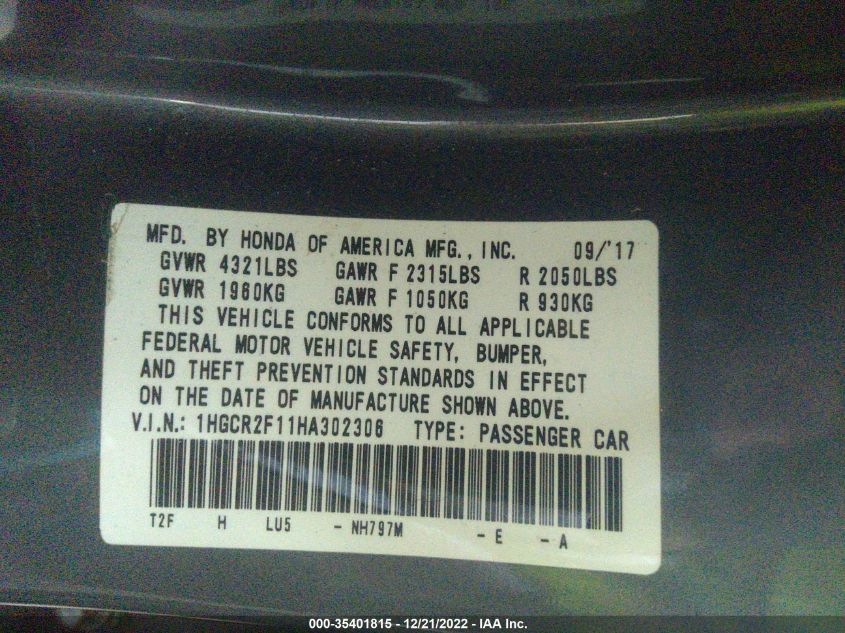 MFD. BY HONDA OF AMERICA MFG., INC. 09/'17
GVWR 4321LBS GAWR F 2315LBS R 2050LBS
GVWR 1960KG GAWR F 1050KG R 930KG
THIS VEHICLE CONFORMS TO ALL APPLICABLE
FEDERAL MOTOR VEHICLE SAFETY, BUMPER,
AND THEFT PREVENTION STANDARDS IN EFFECT
ON THE DATE OF MANUFACTURE SHOWN ABOVE.
V.I.N.: 1HGCR2F11HA302306 TYPE: PASSENGER CAR
T2F H LU5 - NH797M - E - A
000-35401815 - 12/21/2022 - IAA Inc.